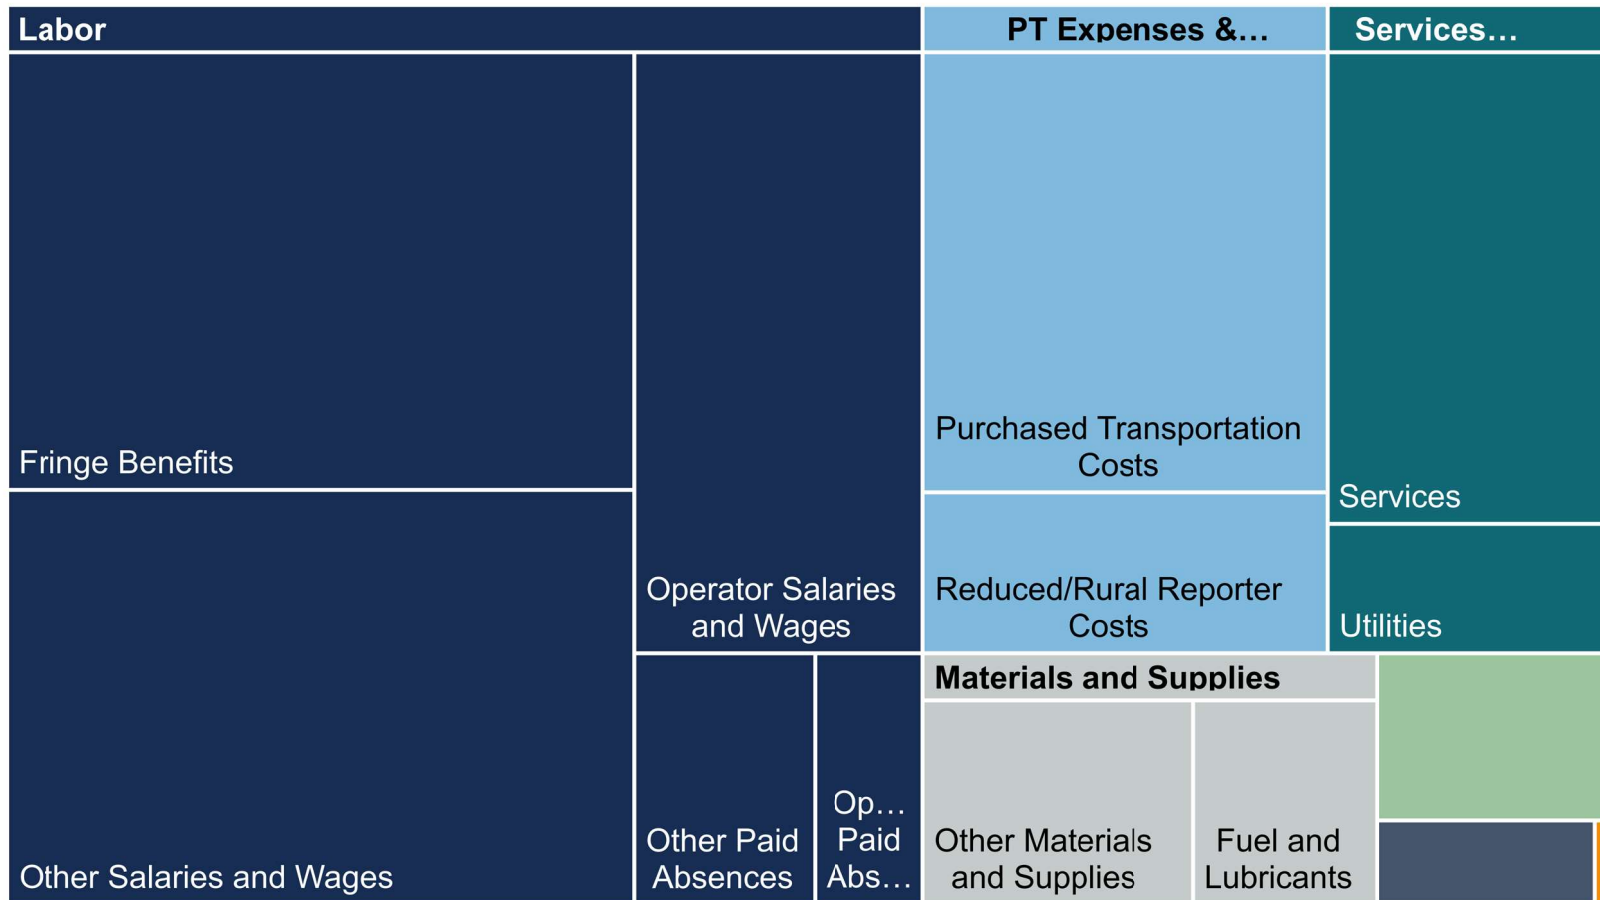 Labor
PT Expenses &…
Services…
Fringe Benefits
Other Salaries and Wages
Operator Salaries
and Wages
Other Paid
Absences
Op…
Paid
Abs…
Purchased Transportation
Costs
Reduced/Rural Reporter
Costs
Services
Utilities
Materials and Supplies
Other Materials
and Supplies
Fuel and
Lubricants